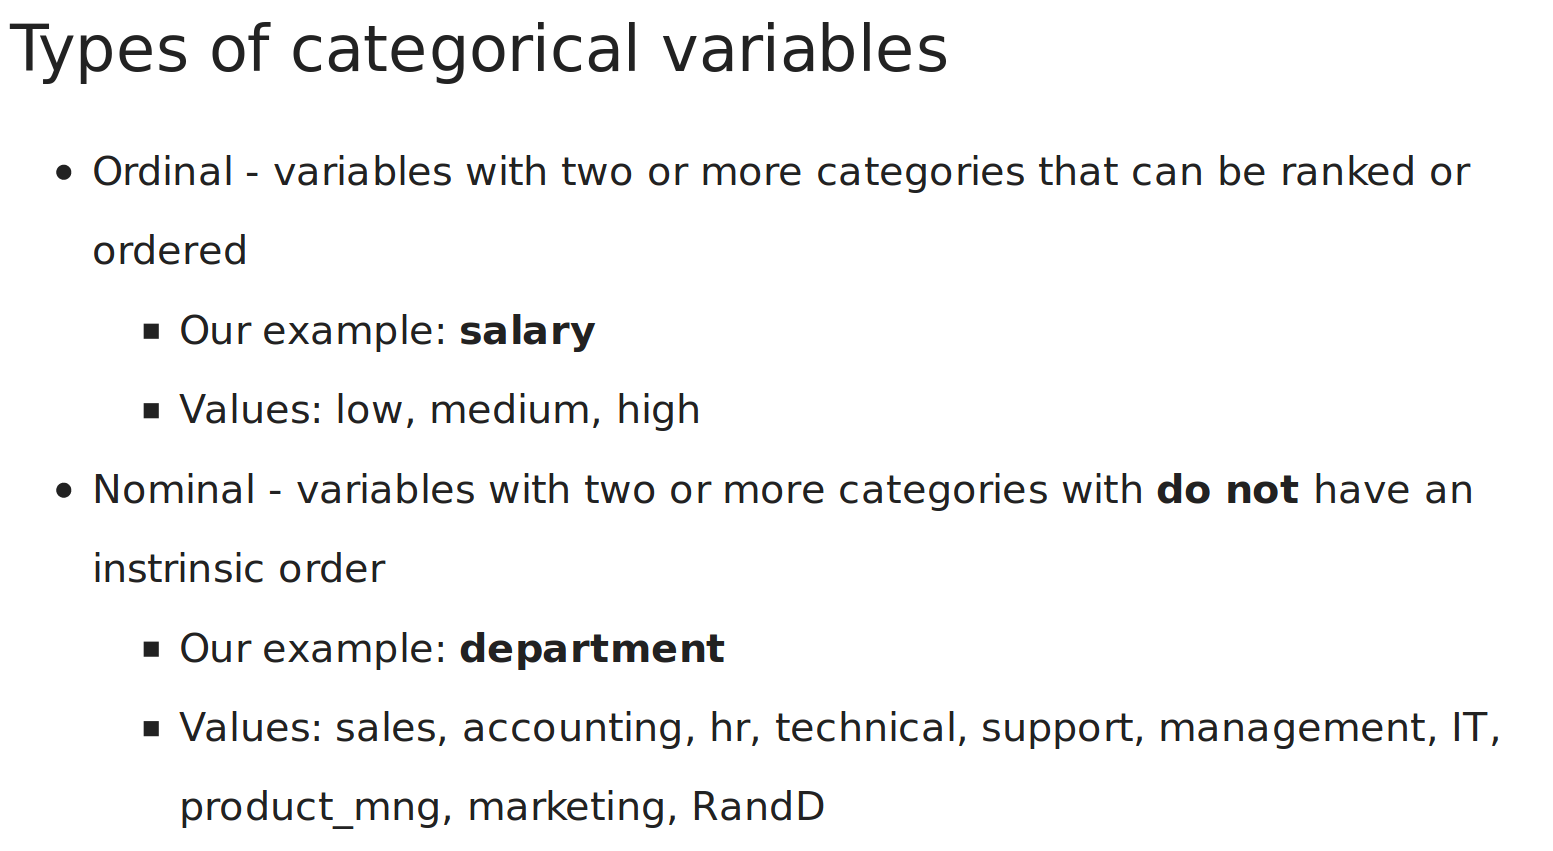 Types of categorical variables
• Ordinal - variables with two or more categories that can be ranked or
ordered
▪ Our example: salary
▪ Values: low, medium, high
• Nominal - variables with two or more categories with do not have an
instrinsic order
▪ Our example: department
▪ Values: sales, accounting, hr, technical, support, management, IT,
product_mng, marketing, RandD